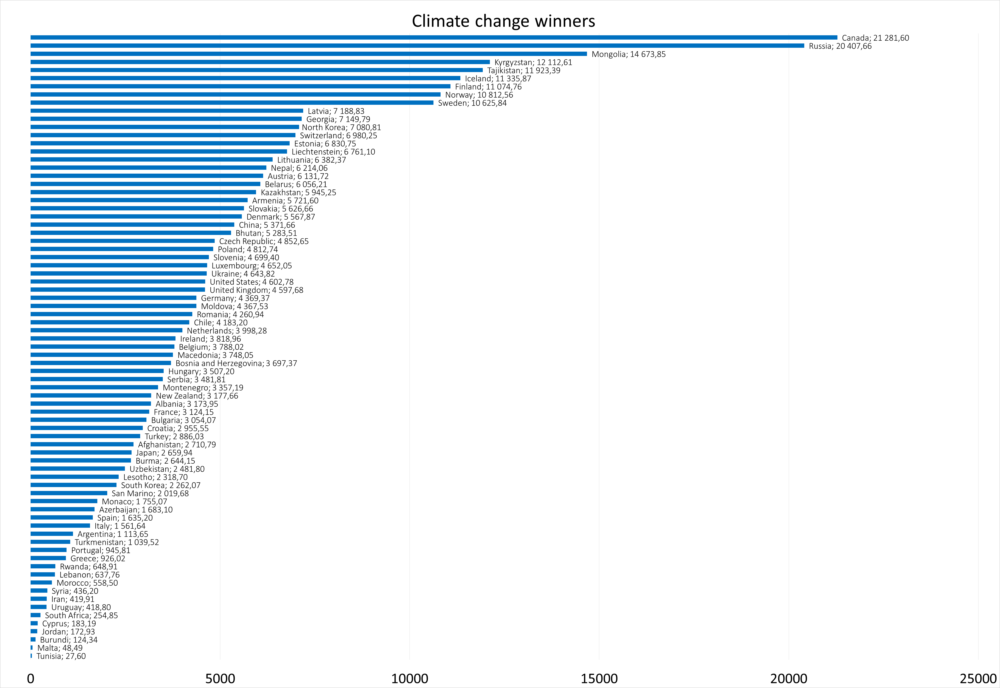 Climate change winners
Canada; 21 281,60
Russia; 20 407,66
Mongolia; 14 673,85
Kyrgyzstan; 12 112,61
Tajikistan; 11 923,39
Iceland; 11 335,87
Finland; 11 074,76
Norway; 10 812,56
Sweden; 10 625,84
Latvia; 7 188,83
Georgia; 7 149,79
North Korea; 7 080,81
Switzerland; 6 980,25
Estonia; 6 830,75
Liechtenstein; 6 761,10
Lithuania; 6 382,37
Nepal; 6 214,06
Austria; 6 131,72
Belarus; 6 056,21
Kazakhstan; 5 945,25
Armenia; 5 721,60
Slovakia; 5 626,66
Denmark; 5 567,87
China; 5 371,66
Bhutan; 5 283,51
Czech Republic; 4 852,65
Poland; 4 812,74
Slovenia; 4 699,40
Luxembourg; 4 652,05
Ukraine; 4 643,82
United States; 4 602,78
United Kingdom; 4 597,68
Germany; 4 369,37
Moldova; 4 367,53
Romania; 4 260,94
Chile; 4 183,20
Netherlands; 3 998,28
Ireland; 3 818,96
Belgium; 3 788,02
Macedonia; 3 748,05
Bosnia and Herzegovina; 3 697,37
Hungary; 3 507,20
Serbia; 3 481,81
Montenegro; 3 357,19
New Zealand; 3 177,66
Albania; 3 173,95
France; 3 124,15
Bulgaria; 3 054,07
Croatia; 2 955,55
Turkey; 2 886,03
Afghanistan; 2 710,79
Japan; 2 659,94
Burma; 2 644,15
Uzbekistan; 2 481,80
Lesotho; 2 318,70
South Korea; 2 262,07
San Marino; 2 019,68
Monaco; 1 755,07
Azerbaijan; 1 683,10
Spain; 1 635,20
Italy; 1 561,64
Argentina; 1 113,65
Turkmenistan; 1 039,52
Portugal; 945,81
Greece; 926,02
Rwanda; 648,91
Lebanon; 637,76
Morocco; 558,50
Syria; 436,20
Iran; 419,91
Uruguay; 418,80
South Africa; 254,85
Cyprus; 183,19
Jordan; 172,93
Burundi; 124,34
Malta; 48,49
Tunisia; 27,60
0 5000 10000 15000 20000 25000